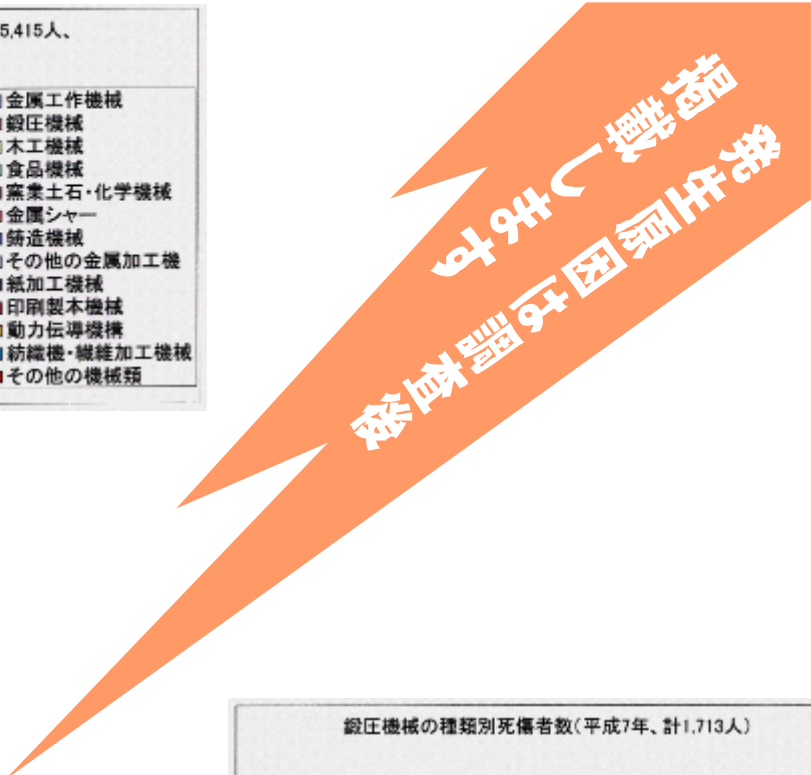 5,415人、
金属工作機械
鍛圧機械
木工機械
食品機械
窯業土石・化学機械
金属シャー
鋳造機械
その他の金属加工機
紙加工機械
印刷製本機械
動力伝導機構
紡織機・繊維加工機械
その他の機械類
発生原因は調査後
掲載します
鍛圧機械の種類別死傷者数(平成7年、計1,713人)